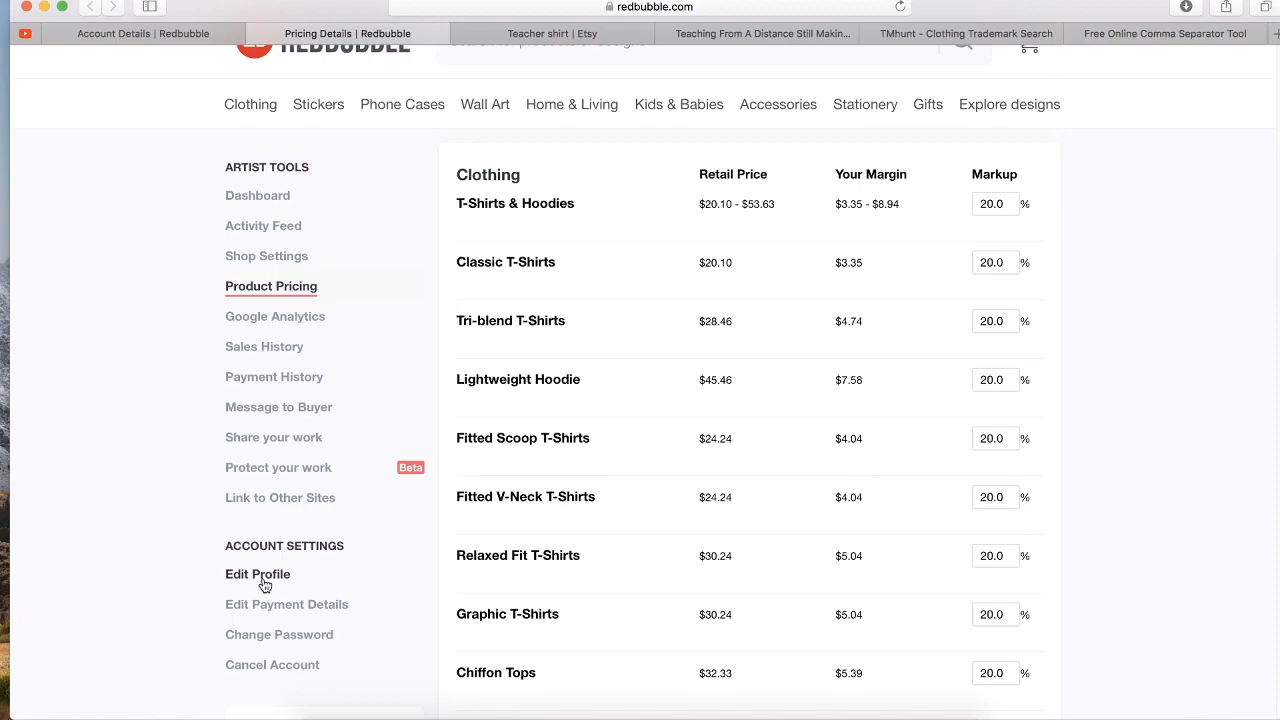 redbubble.com
Account Details | Redbubble
Pricing Details | Redbubble
Teacher shirt | Etsy
Teaching From A Distance Still Makin...
TMhunt - Clothing Trademark Search
Free Online Comma Separator Tool
REDBUBBLE
Clothing Stickers Phone Cases Wall Art Home & Living Kids & Babies Accessories Stationery Gifts Explore designs
ARTIST TOOLS
Dashboard
Activity Feed
Shop Settings
Product Pricing
Google Analytics
Sales History
Payment History
Message to Buyer
Share your work
Protect your work Beta
Link to Other Sites
ACCOUNT SETTINGS
Edit Profile
Edit Payment Details
Change Password
Cancel Account
Clothing Retail Price Your Margin Markup
T-Shirts & Hoodies $20.10 - $53.63 $3.35 - $8.94 20.0 %
Classic T-Shirts $20.10 $3.35 20.0 %
Tri-blend T-Shirts $28.46 $4.74 20.0 %
Lightweight Hoodie $45.46 $7.58 20.0 %
Fitted Scoop T-Shirts $24.24 $4.04 20.0 %
Fitted V-Neck T-Shirts $24.24 $4.04 20.0 %
Relaxed Fit T-Shirts $30.24 $5.04 20.0 %
Graphic T-Shirts $30.24 $5.04 20.0 %
Chiffon Tops $32.33 $5.39 20.0 %